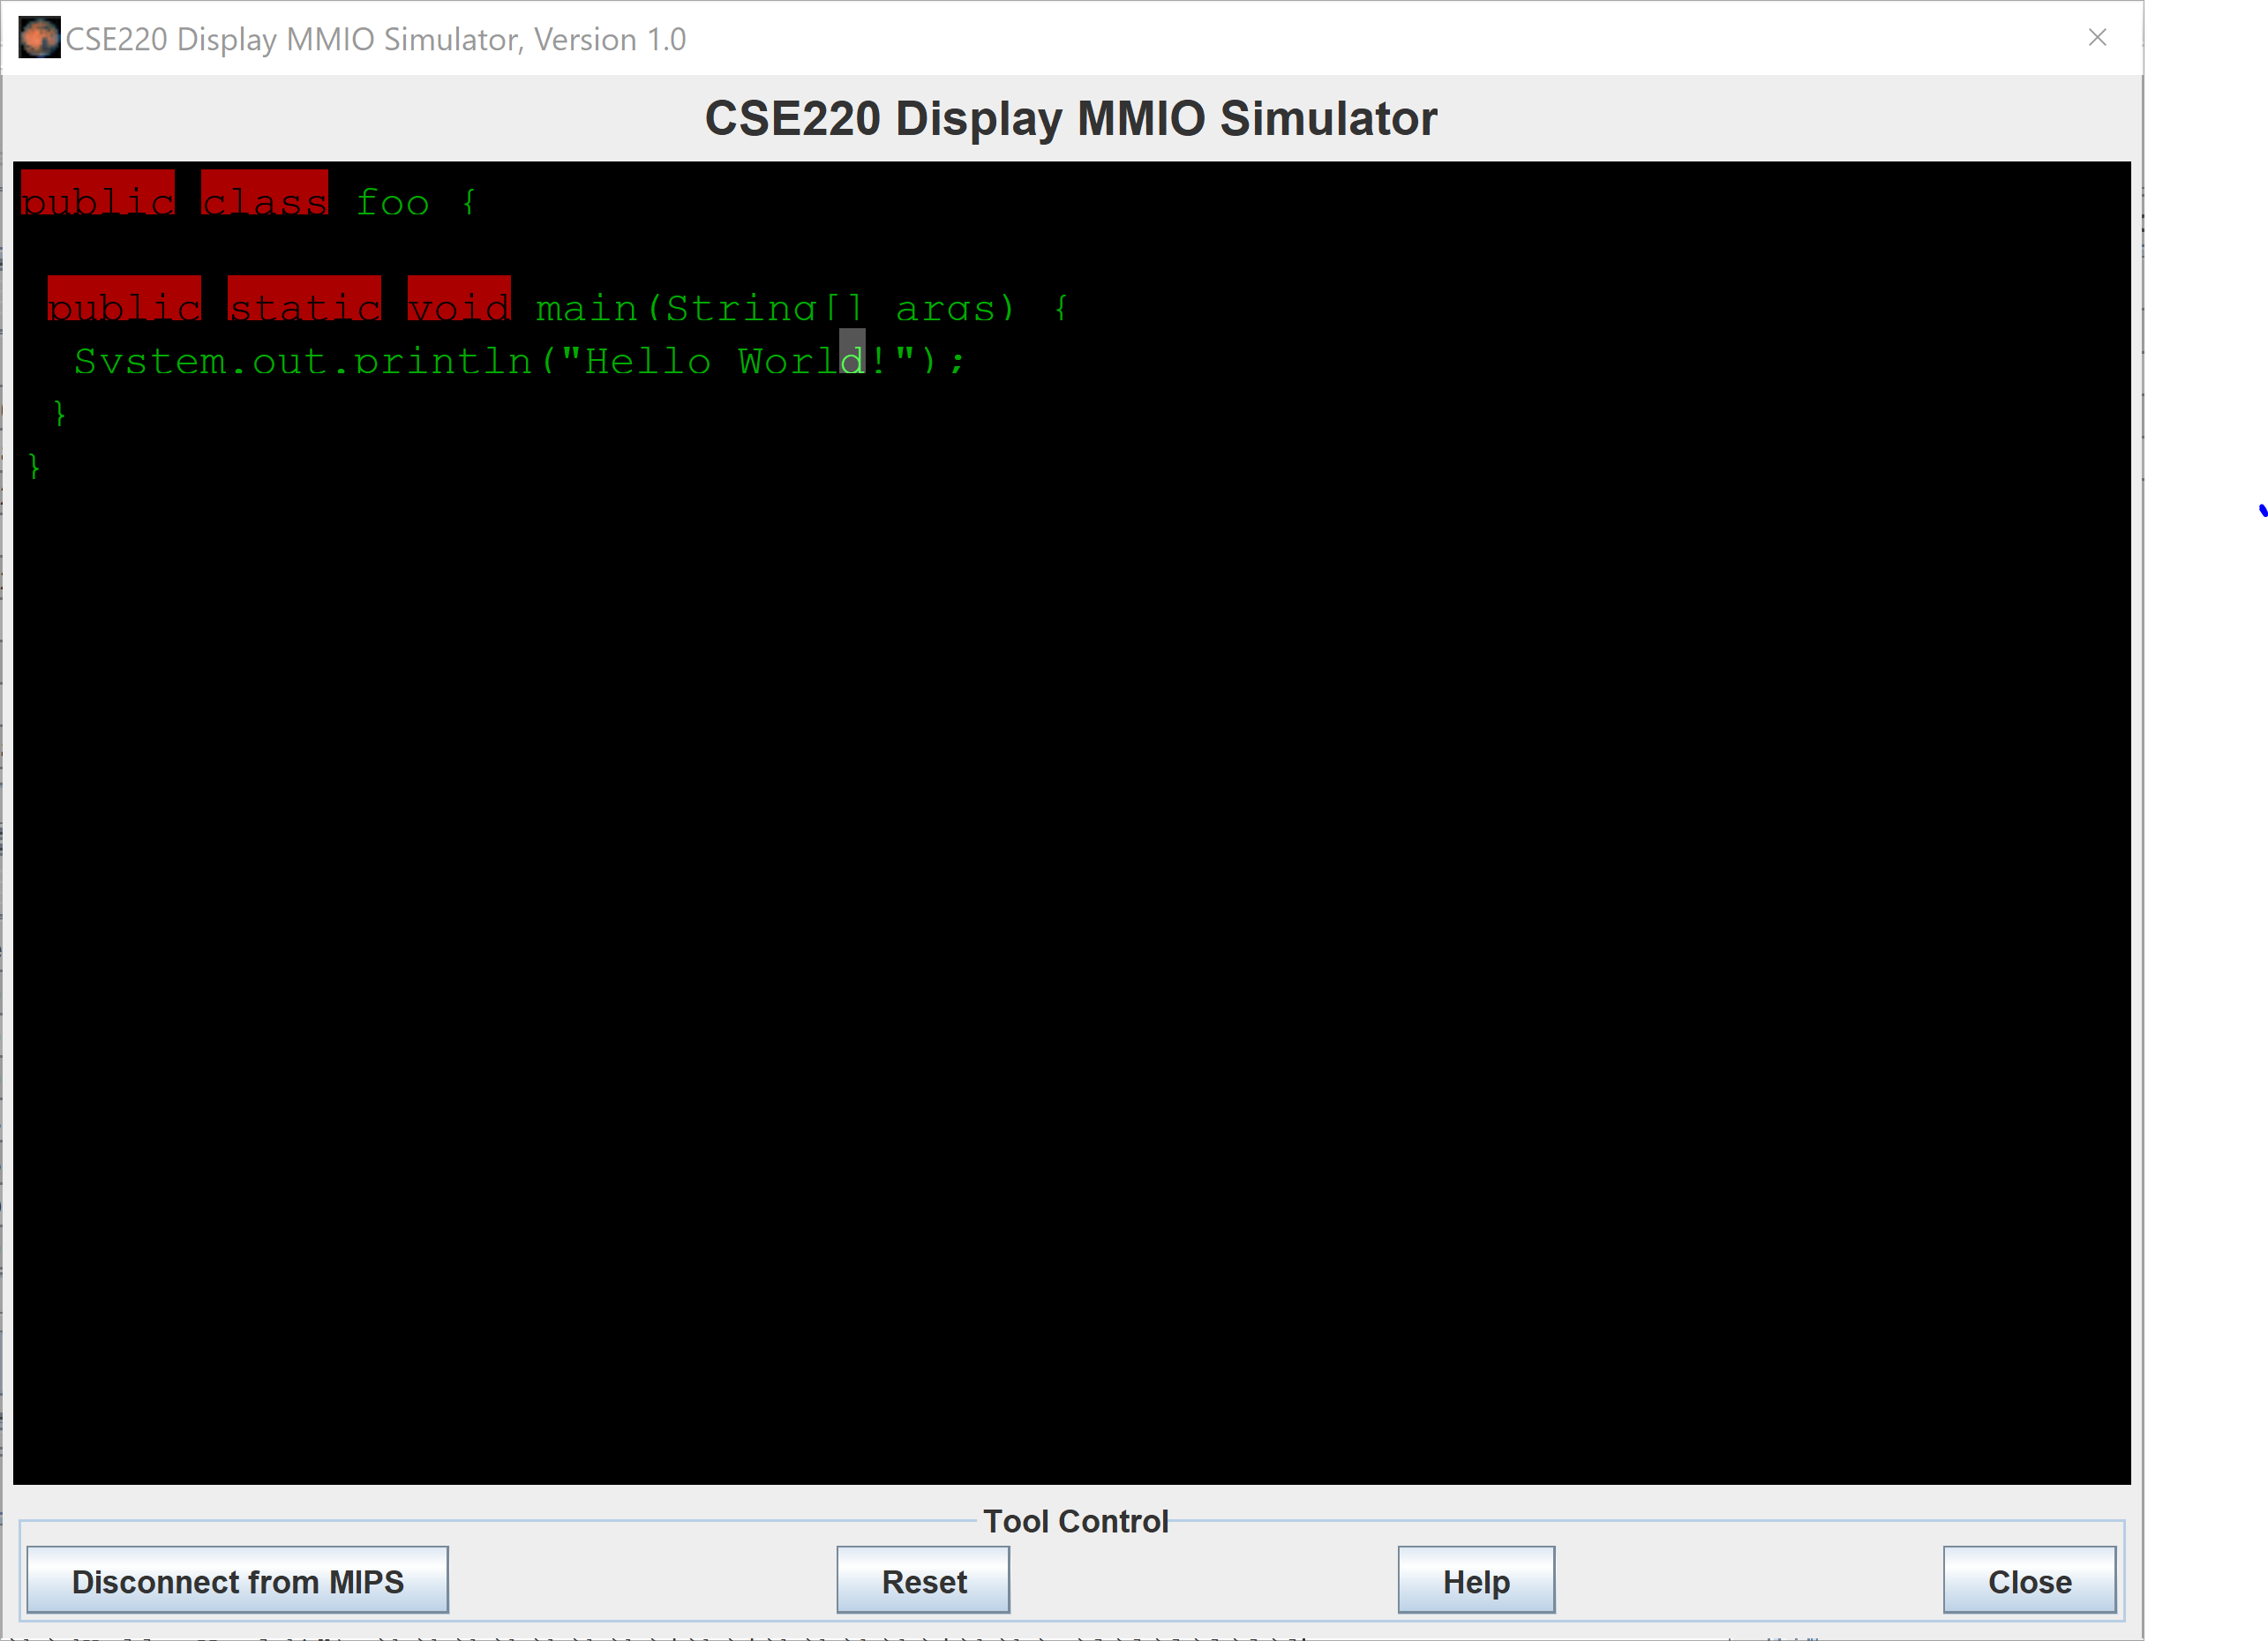 CSE220 Display MMIO Simulator, Version 1.0
CSE220 Display MMIO Simulator
public class foo {
public static void main(String[] args) {
System.out.println("Hello World!");
}
}
Tool Control
Disconnect from MIPS Reset Help Close